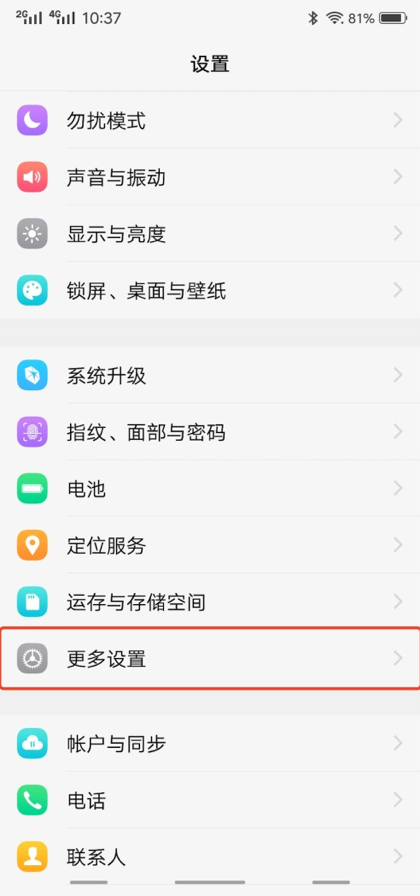 2G 4G 10:37 81%
设置
勿扰模式
声音与振动
显示与亮度
锁屏、桌面与壁纸
系统升级
指纹、面部与密码
电池
定位服务
运存与存储空间
更多设置
帐户与同步
电话
联系人